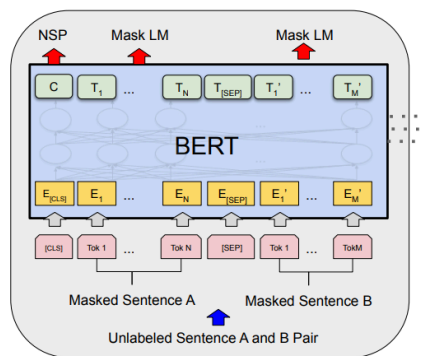 NSP Mask LM Mask LM
C T1 ... TN T[SEP] T1' ... TM'
BERT
E[CLS] E1 ... EN E[SEP] E1' ... EM'
[CLS] Tok 1 ... Tok N [SEP] Tok 1 ... TokM
Masked Sentence A Masked Sentence B
Unlabeled Sentence A and B Pair